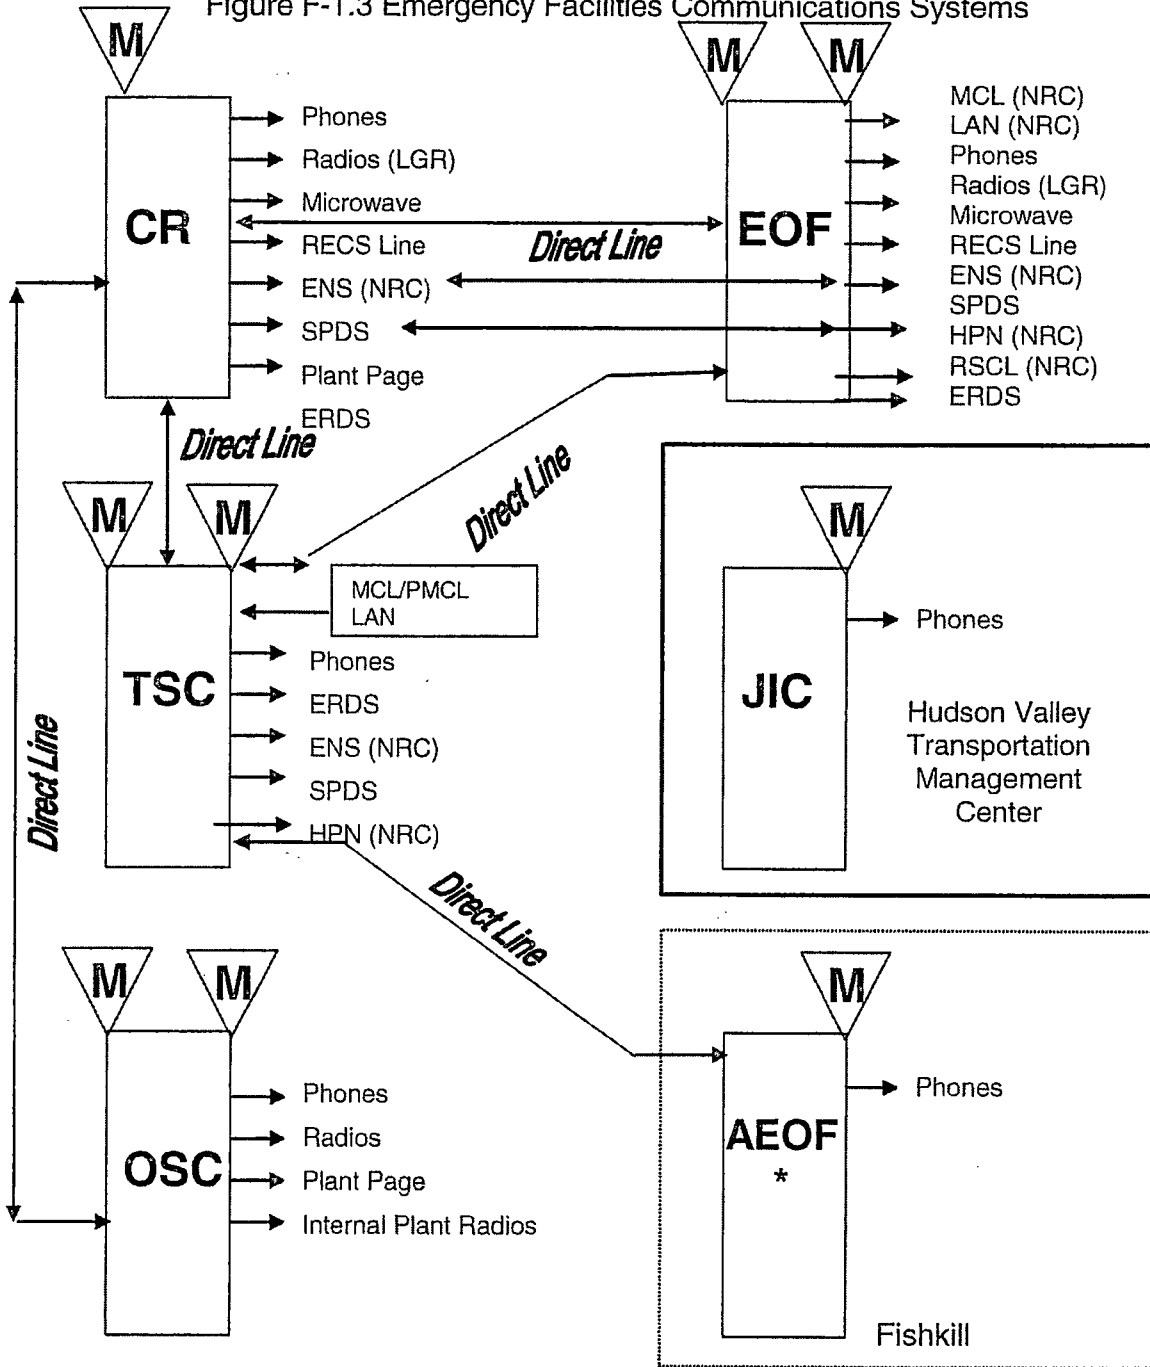 Figure F-1.3 Emergency Facilities Communications Systems
M
M
M
CR
Phones
Radios (LGR)
Microwave
RECS Line
ENS (NRC)
SPDS
Plant Page
ERDS
Direct Line
EOF
MCL (NRC)
LAN (NRC)
Phones
Radios (LGR)
Microwave
RECS Line
ENS (NRC)
SPDS
HPN (NRC)
RSCL (NRC)
ERDS
Direct Line
Direct Line
M
M
TSC
MCL/PMCL
LAN
Phones
ERDS
ENS (NRC)
SPDS
HPN (NRC)
M
JIC
Phones
Hudson Valley
Transportation
Management
Center
Direct Line
Direct Line
M
M
OSC
Phones
Radios
Plant Page
Internal Plant Radios
M
AEOF
*
Phones
Fishkill